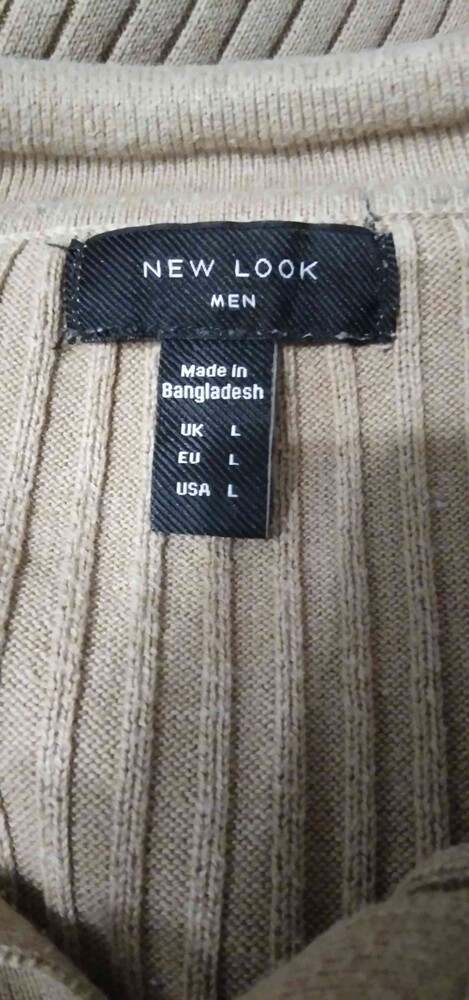 NEW LOOK
MEN
Made in
Bangladesh
UK L
EU L
USA L